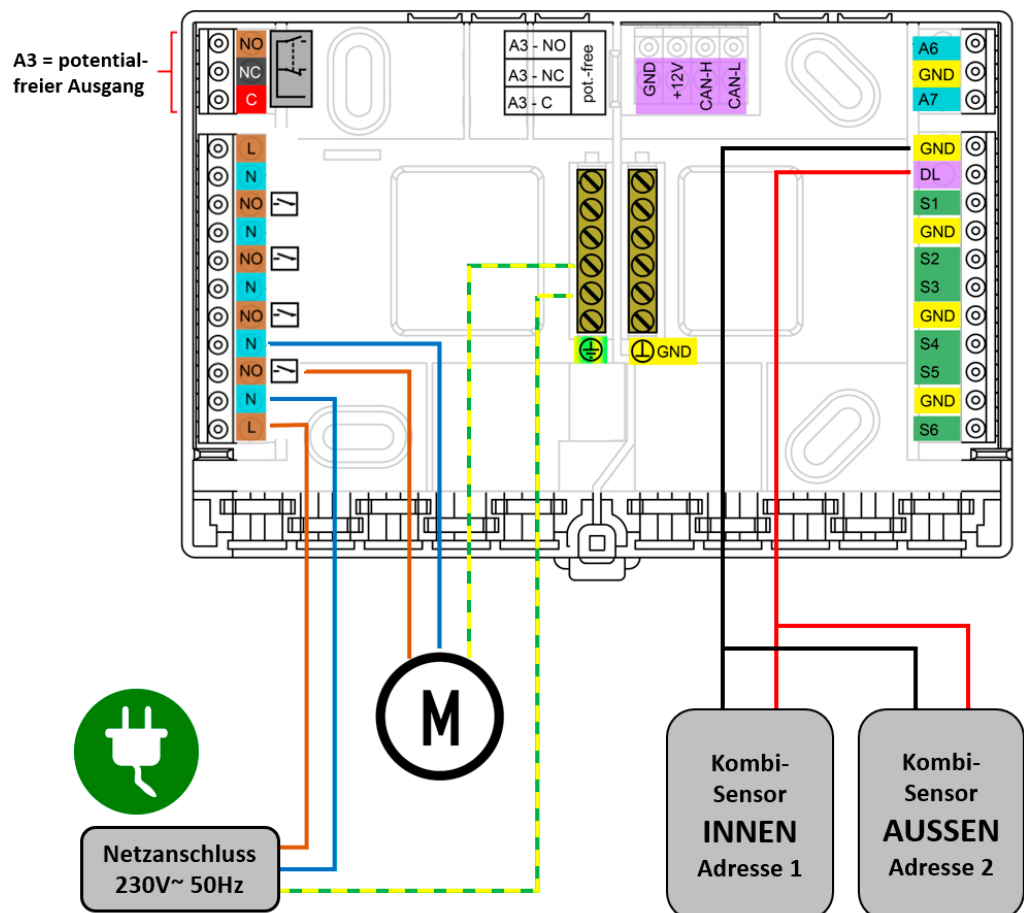 A3 = potential-
freier Ausgang
NO
NC
C
A3 - NO
A3 - NC
A3 - C
pot.-free
GND
+12V
CAN-H
CAN-L
A6
GND
A7
L
N
NO
N
NO
N
NO
N
NO
N
L
GND
GND
DL
S1
GND
S2
S3
GND
S4
S5
GND
S6
M
Netzanschluss
230V~ 50Hz
Kombi-
Sensor
INNEN
Adresse 1
Kombi-
Sensor
AUSSEN
Adresse 2